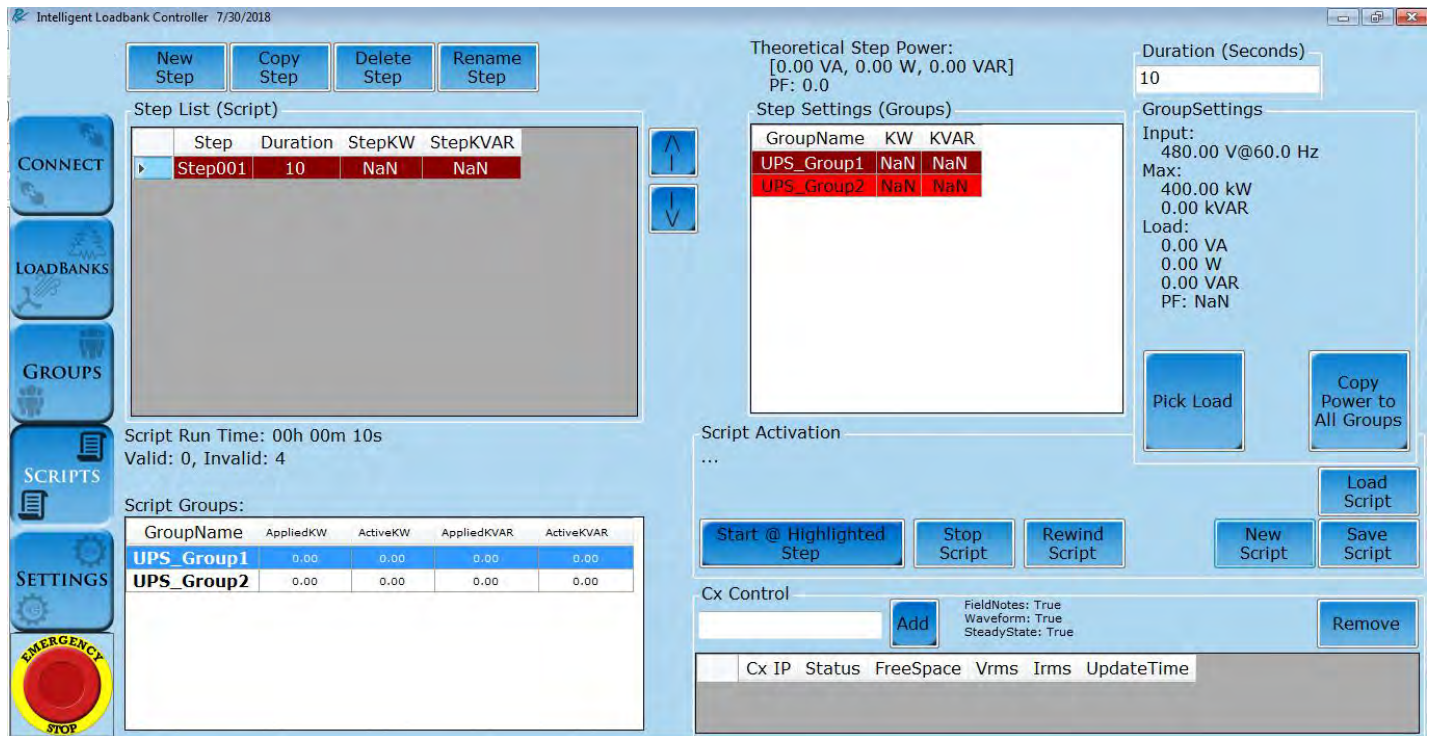 Intelligent Loadbank Controller 7/30/2018
New Step
Copy Step
Delete Step
Rename Step
Theoretical Step Power:
[0.00 VA, 0.00 W, 0.00 VAR]
PF: 0.0
Duration (Seconds)
10
CONNECT
LOADBANKS
GROUPS
SCRIPTS
SETTINGS
EMERGENCY
STOP
Step List (Script)
Step Duration StepKW StepKVAR
Step001 10 NaN NaN
Λ
|
|
V
Step Settings (Groups)
GroupName KW KVAR
UPS_Group1 NaN NaN
UPS_Group2 NaN NaN
GroupSettings
Input:
480.00 V@60.0 Hz
Max:
400.00 kW
0.00 kVAR
Load:
0.00 VA
0.00 W
0.00 VAR
PF: NaN
Pick Load
Copy
Power to
All Groups
Script Run Time: 00h 00m 10s
Valid: 0, Invalid: 4
Script Groups:
GroupName AppliedKW ActiveKW AppliedKVAR ActiveKVAR
UPS_Group1 0.00 0.00 0.00 0.00
UPS_Group2 0.00 0.00 0.00 0.00
Script Activation
...
Load
Script
Start @ Highlighted
Step
Stop
Script
Rewind
Script
New
Script
Save
Script
Cx Control
Add
FieldNotes: True
Waveform: True
SteadyState: True
Remove
Cx IP Status FreeSpace Vrms Irms UpdateTime